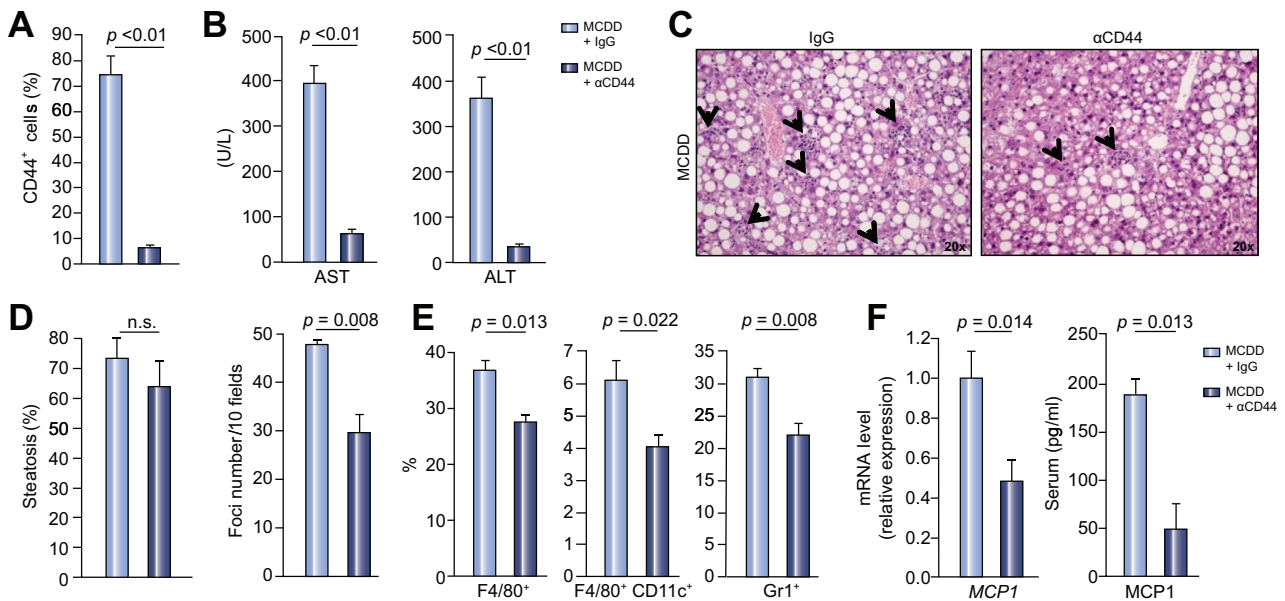 A
CD44⁺ cells (%)
90
80
70
60
50
40
30
20
10
0
p <0.01
B
(U/L)
500
400
300
200
100
0
p <0.01
AST
500
400
300
200
100
0
p <0.01
ALT
MCDD
+ IgG
MCDD
+ αCD44
C
IgG
αCD44
MCDD
20x
20x
D
Steatosis (%)
80
70
60
50
40
30
20
10
0
n.s.
Foci number/10 fields
50
40
30
20
10
0
p = 0.008
E
%
40
30
20
10
0
p = 0.013
F4/80⁺
7
6
5
4
3
2
1
0
p = 0.022
F4/80⁺ CD11c⁺
35
30
25
20
15
10
5
0
p = 0.008
Gr1⁺
F
mRNA level
(relative expression)
1.2
1.0
0.8
0.6
0.4
0.2
0.0
p = 0.014
MCP1
Serum (pg/ml)
250
200
150
100
50
0
p = 0.013
MCP1
MCDD
+ IgG
MCDD
+ αCD44